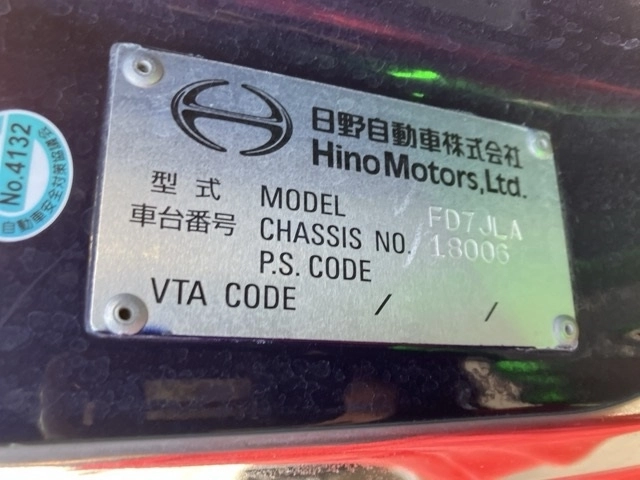 日野自動車株式会社
Hino Motors, Ltd.
型式 MODEL FD7JLA
車台番号 CHASSIS NO. 18006
P.S. CODE
VTA CODE / /
No.4132